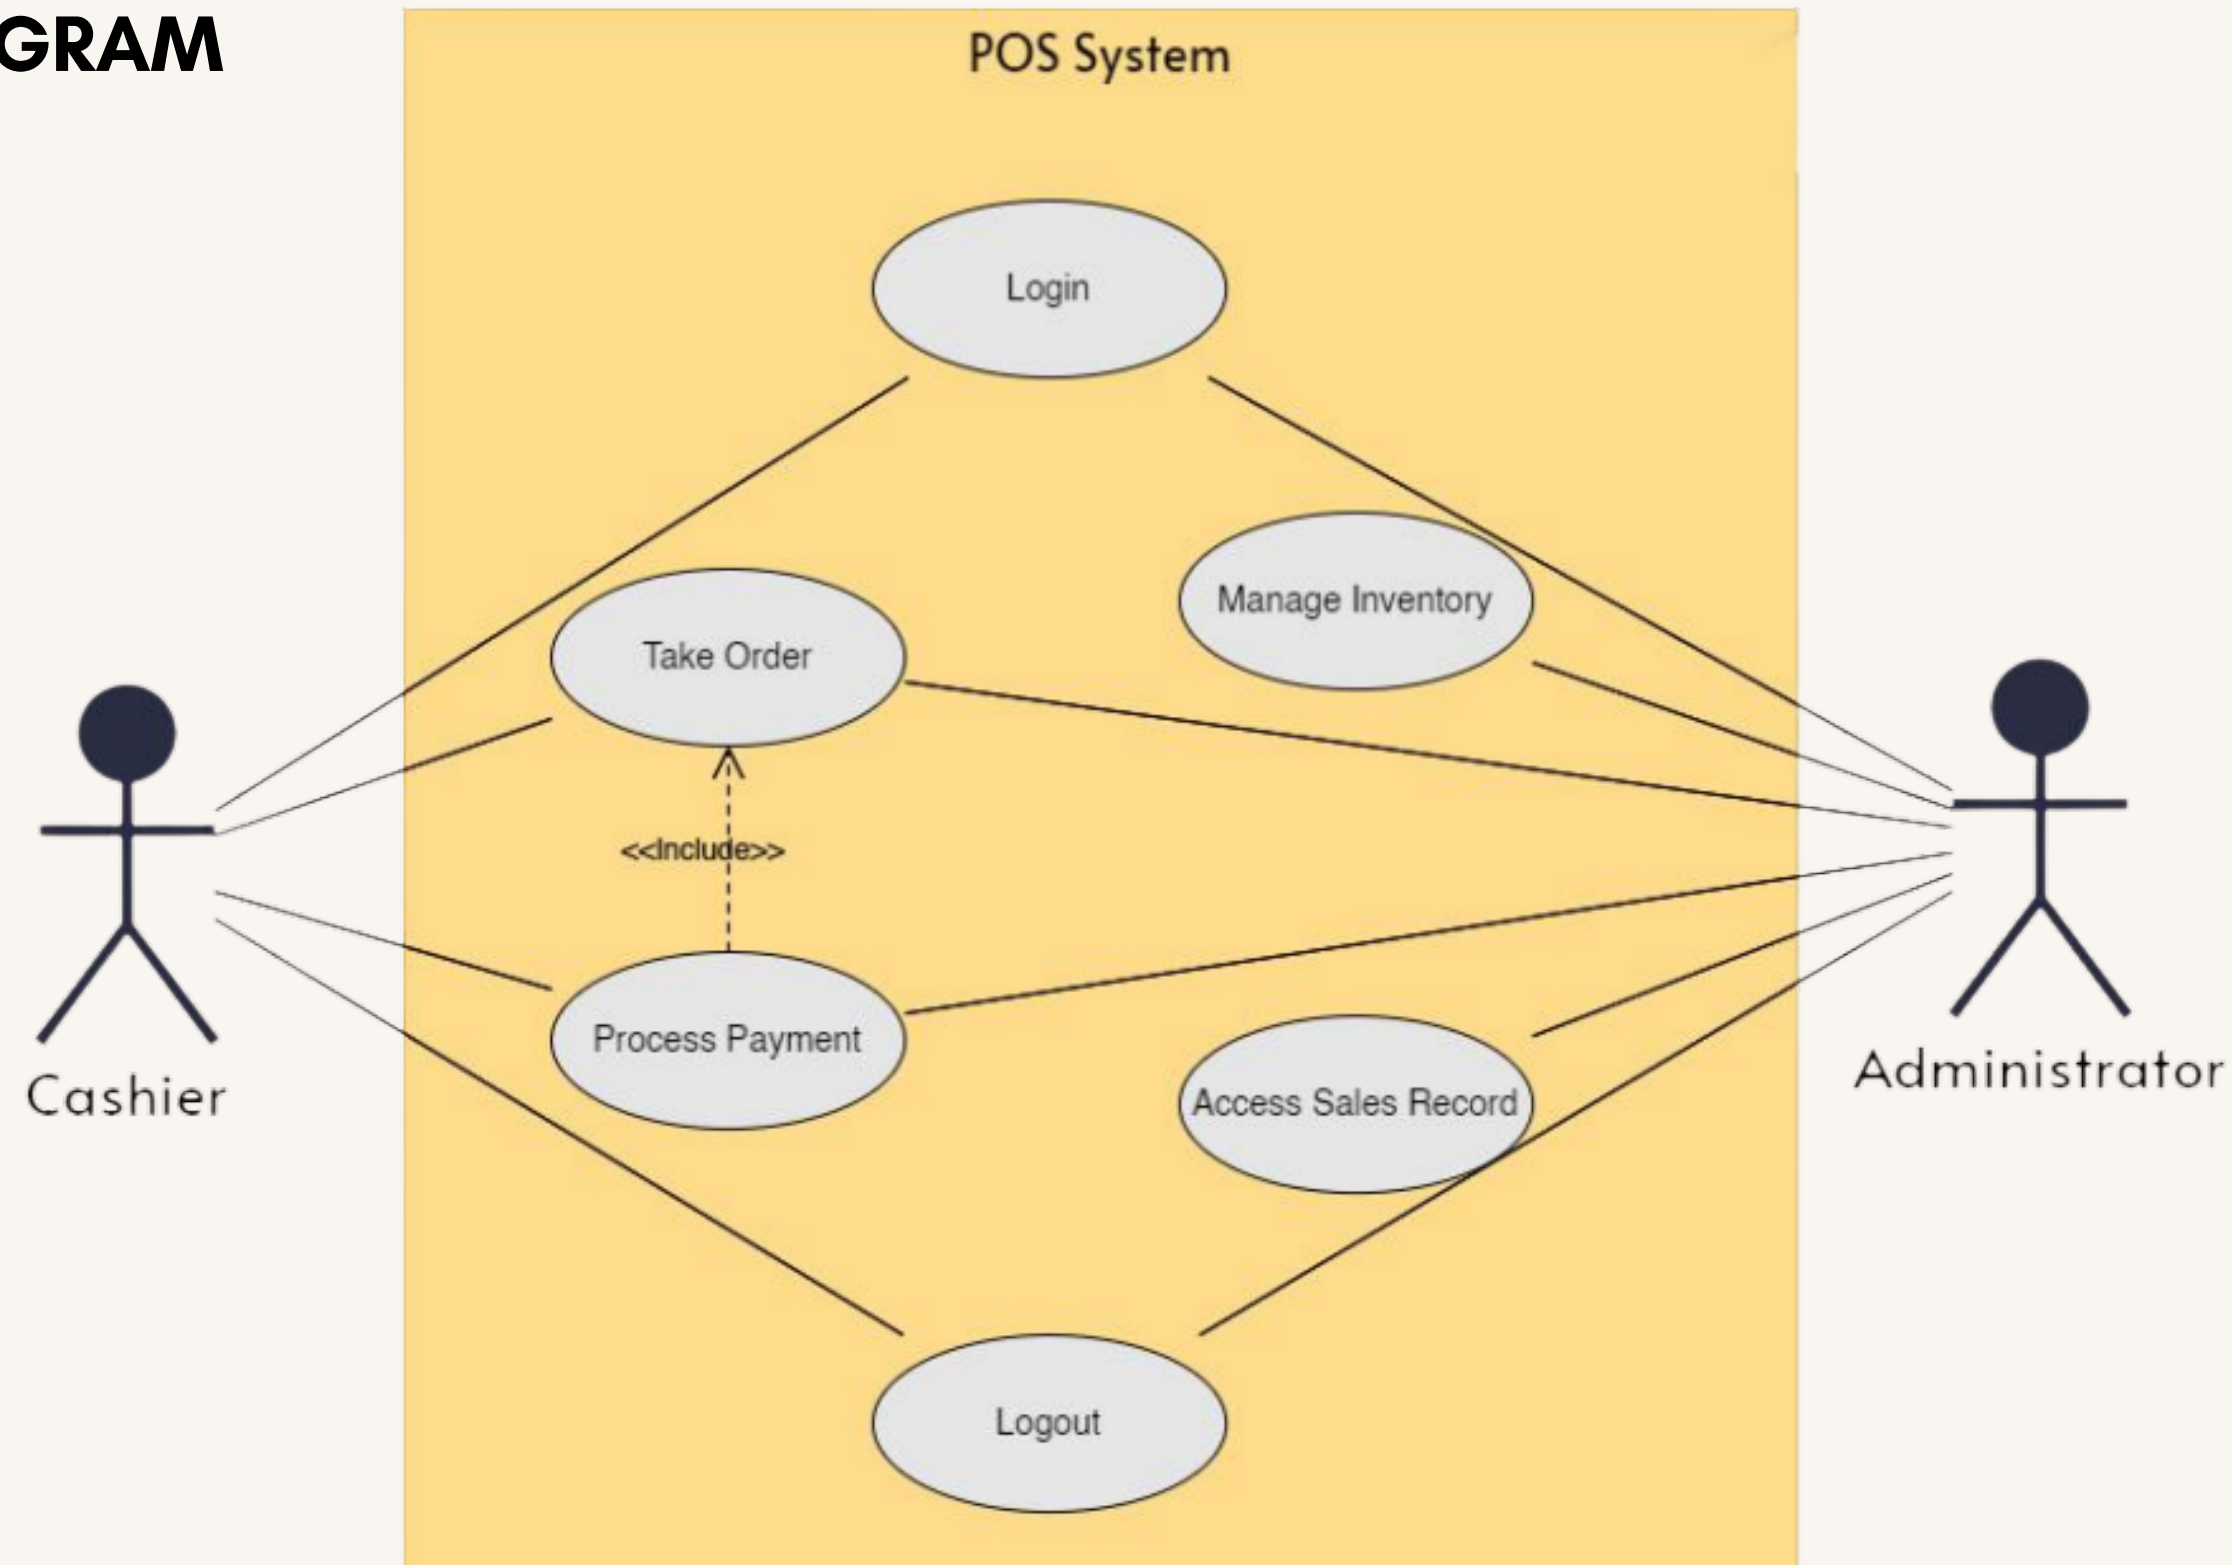 GRAM
POS System
Login
Manage Inventory
Take Order
<<Include>>
Process Payment
Cashier
Administrator
Access Sales Record
Logout